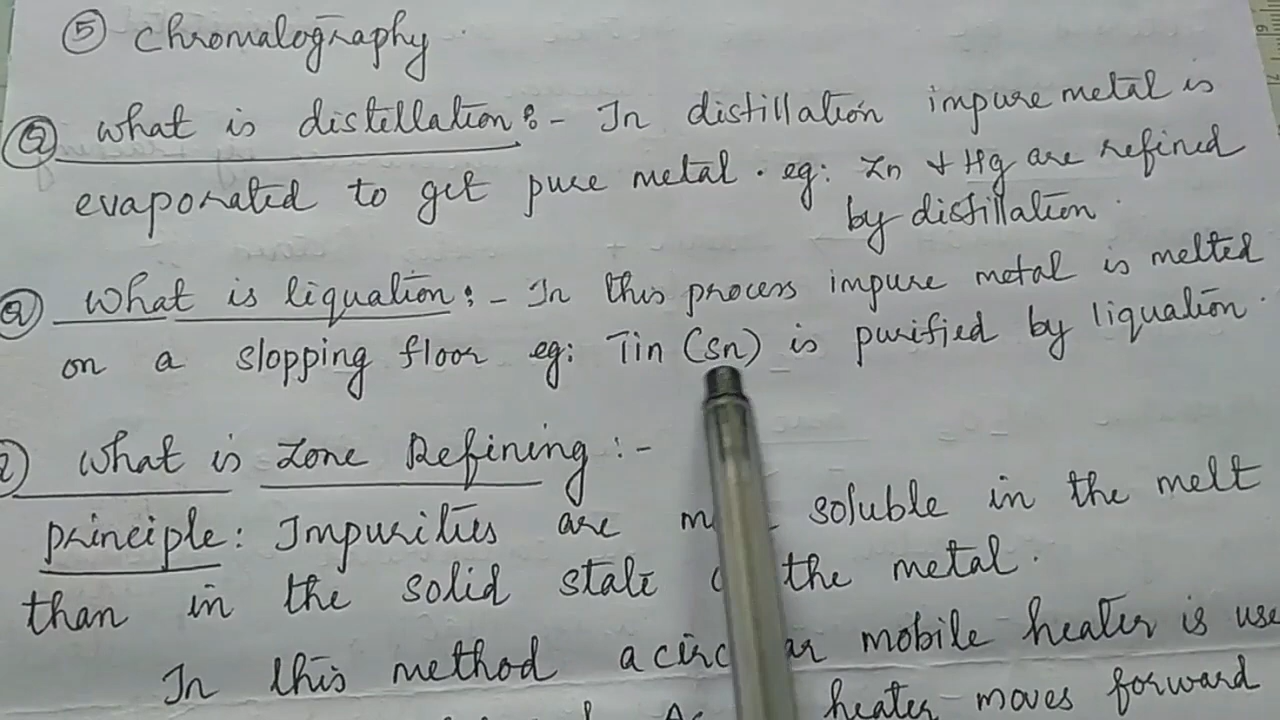 ⑤ Chromalography
Q what is distillation :- In distillation impure metal is
evaporated to get pure metal. eg: Zn & Hg are refined
by distillation.
Q What is liquation :- In this process impure metal is melted
on a slopping floor eg: Tin (Sn) is purified by liquation.
What is Zone Refining :-
principle: Impurities are soluble in the melt
than in the solid state the metal.
In this method a mobile heater is use
heater moves forward